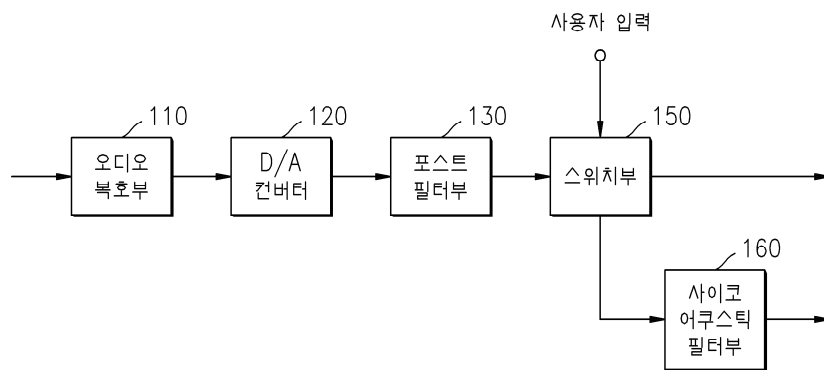 사용자 입력
110
120
130
150
오디오
복호부
D/A
컨버터
포스트
필터부
스위치부
160
사이코
어쿠스틱
필터부